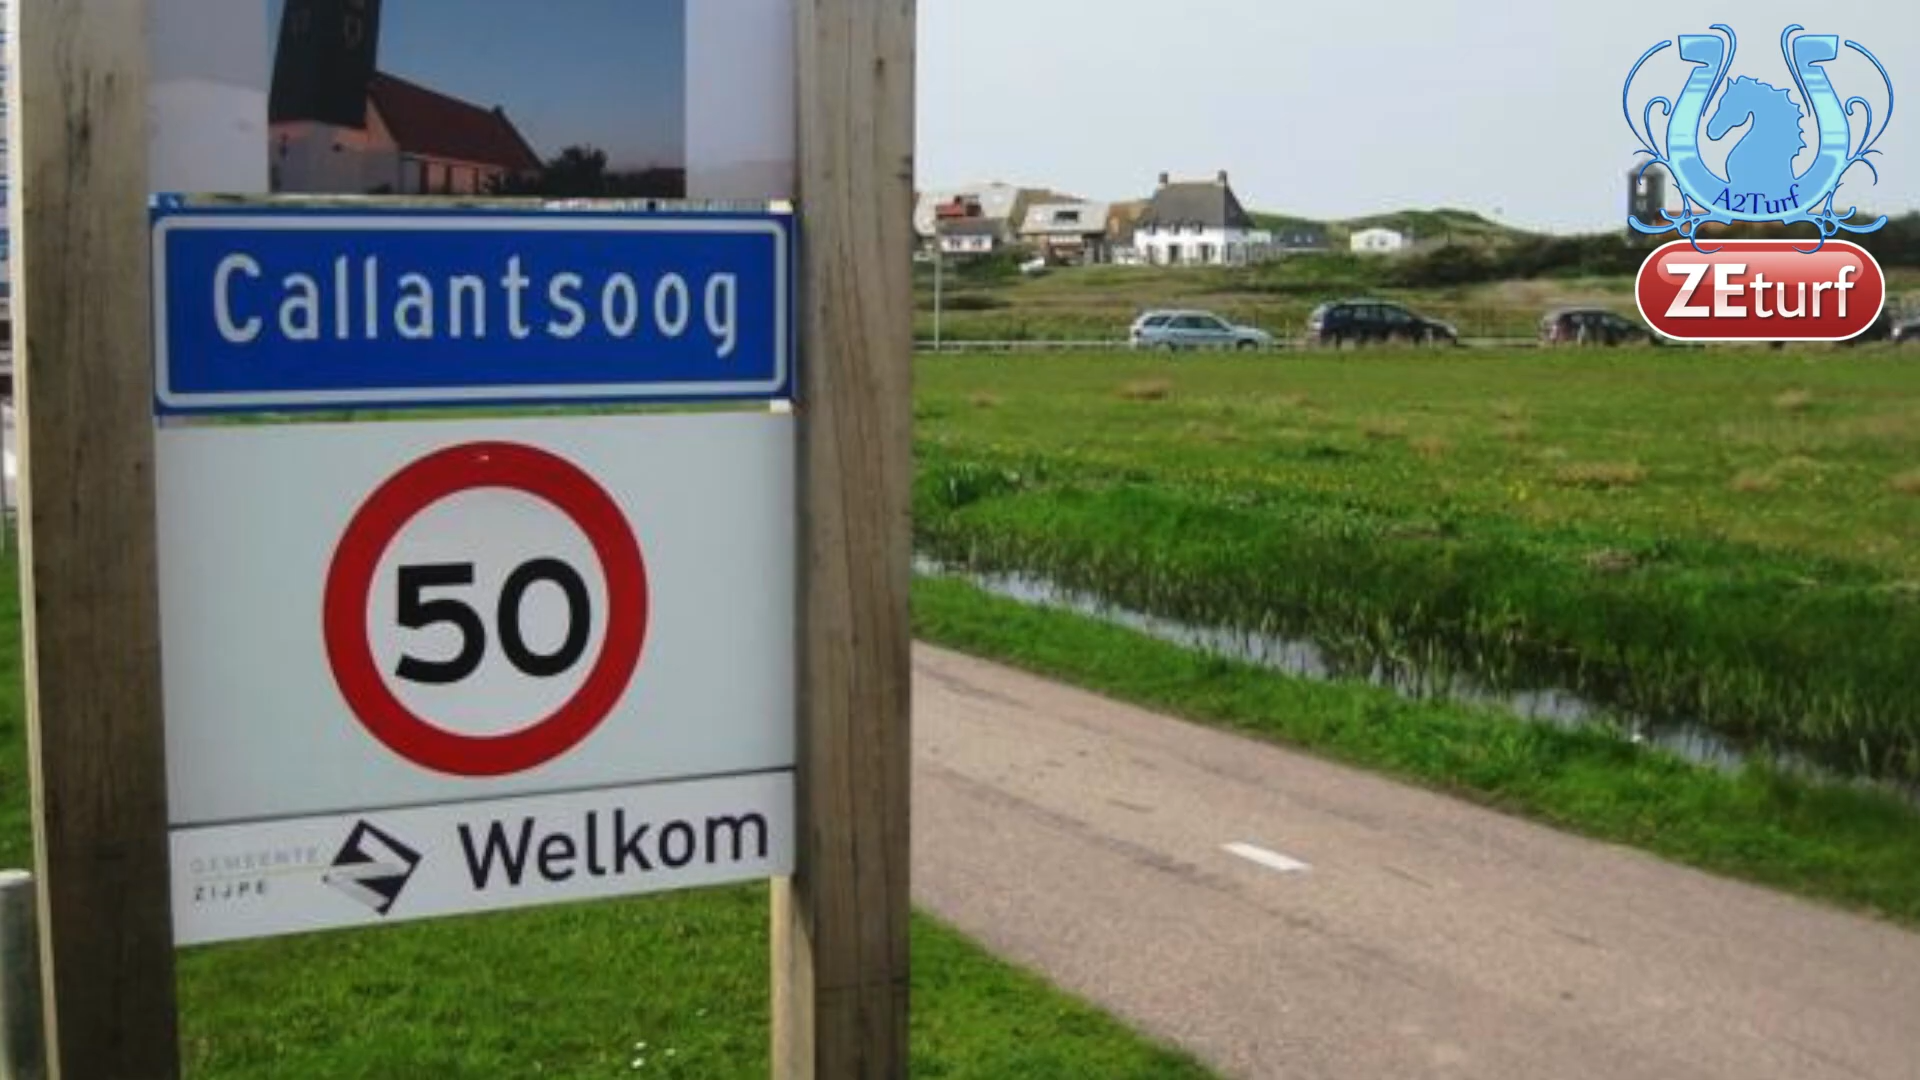 Callantsoog
50
GEMEENTE
ZIJPE
Welkom
A2Turf
ZEturf